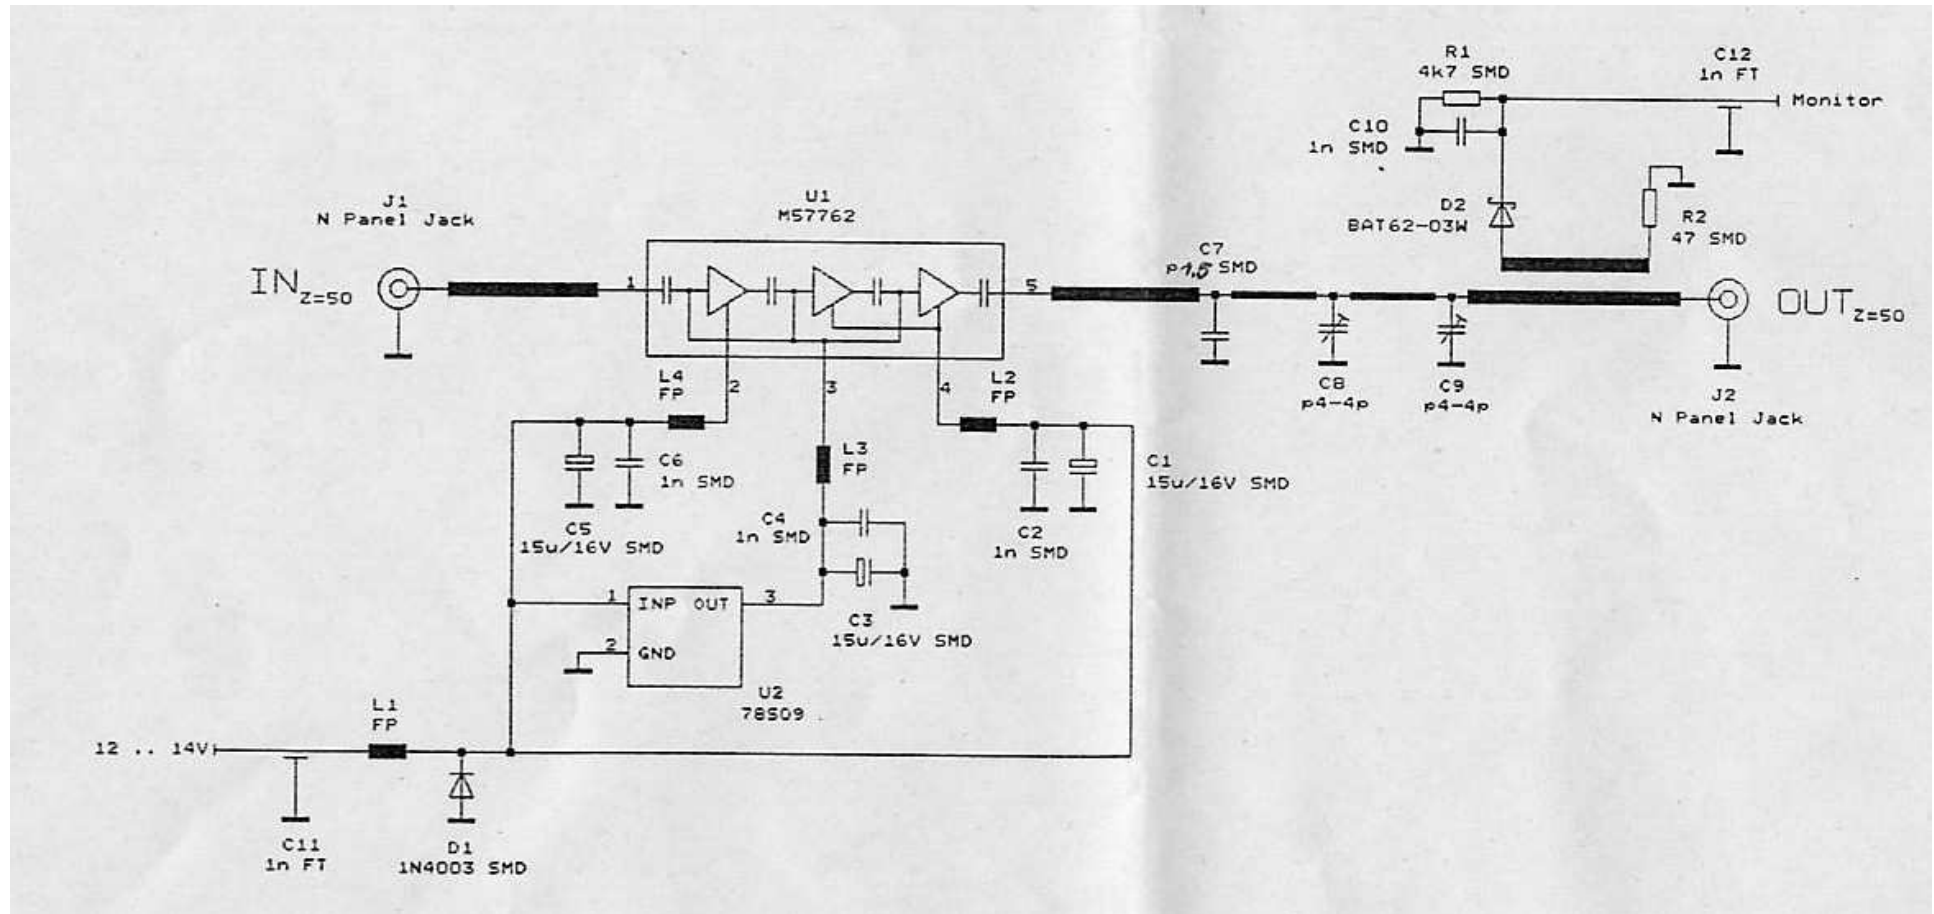 R1
4k7 SMD
C12
1n FT
Monitor
C10
1n SMD
J1
N Panel Jack
U1
M57762
D2
BAT62-03W
R2
47 SMD
C7
p1,5 SMD
IN Z=50
1
5
OUT Z=50
L4
FP
2
3
4
L2
FP
C8
p4-4p
C9
p4-4p
J2
N Panel Jack
C6
1n SMD
L3
FP
C1
15u/16V SMD
C5
15u/16V SMD
C4
1n SMD
C2
1n SMD
1
INP OUT
3
2
GND
C3
15u/16V SMD
U2
78S09
L1
FP
12 .. 14V
C11
1n FT
D1
1N4003 SMD